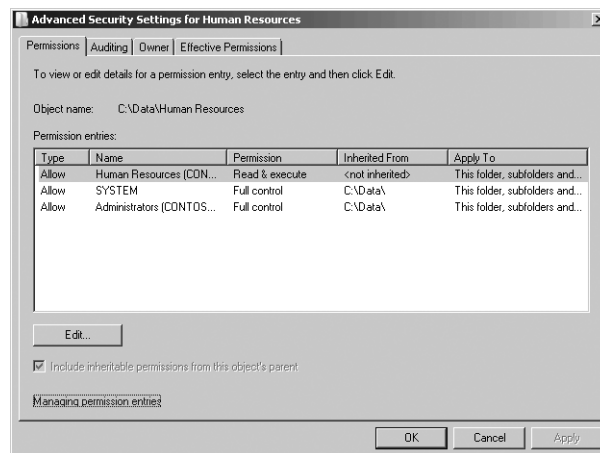 Advanced Security Settings for Human Resources
Permissions Auditing Owner Effective Permissions
To view or edit details for a permission entry, select the entry and then click Edit.
Object name: C:\Data\Human Resources
Permission entries:
Type Name Permission Inherited From Apply To
Allow Human Resources (CON... Read & execute <not inherited> This folder, subfolders and...
Allow SYSTEM Full control C:\Data\ This folder, subfolders and...
Allow Administrators (CONTOS... Full control C:\Data\ This folder, subfolders and...
Edit...
Include inheritable permissions from this object's parent
Managing permission entries
OK Cancel Apply